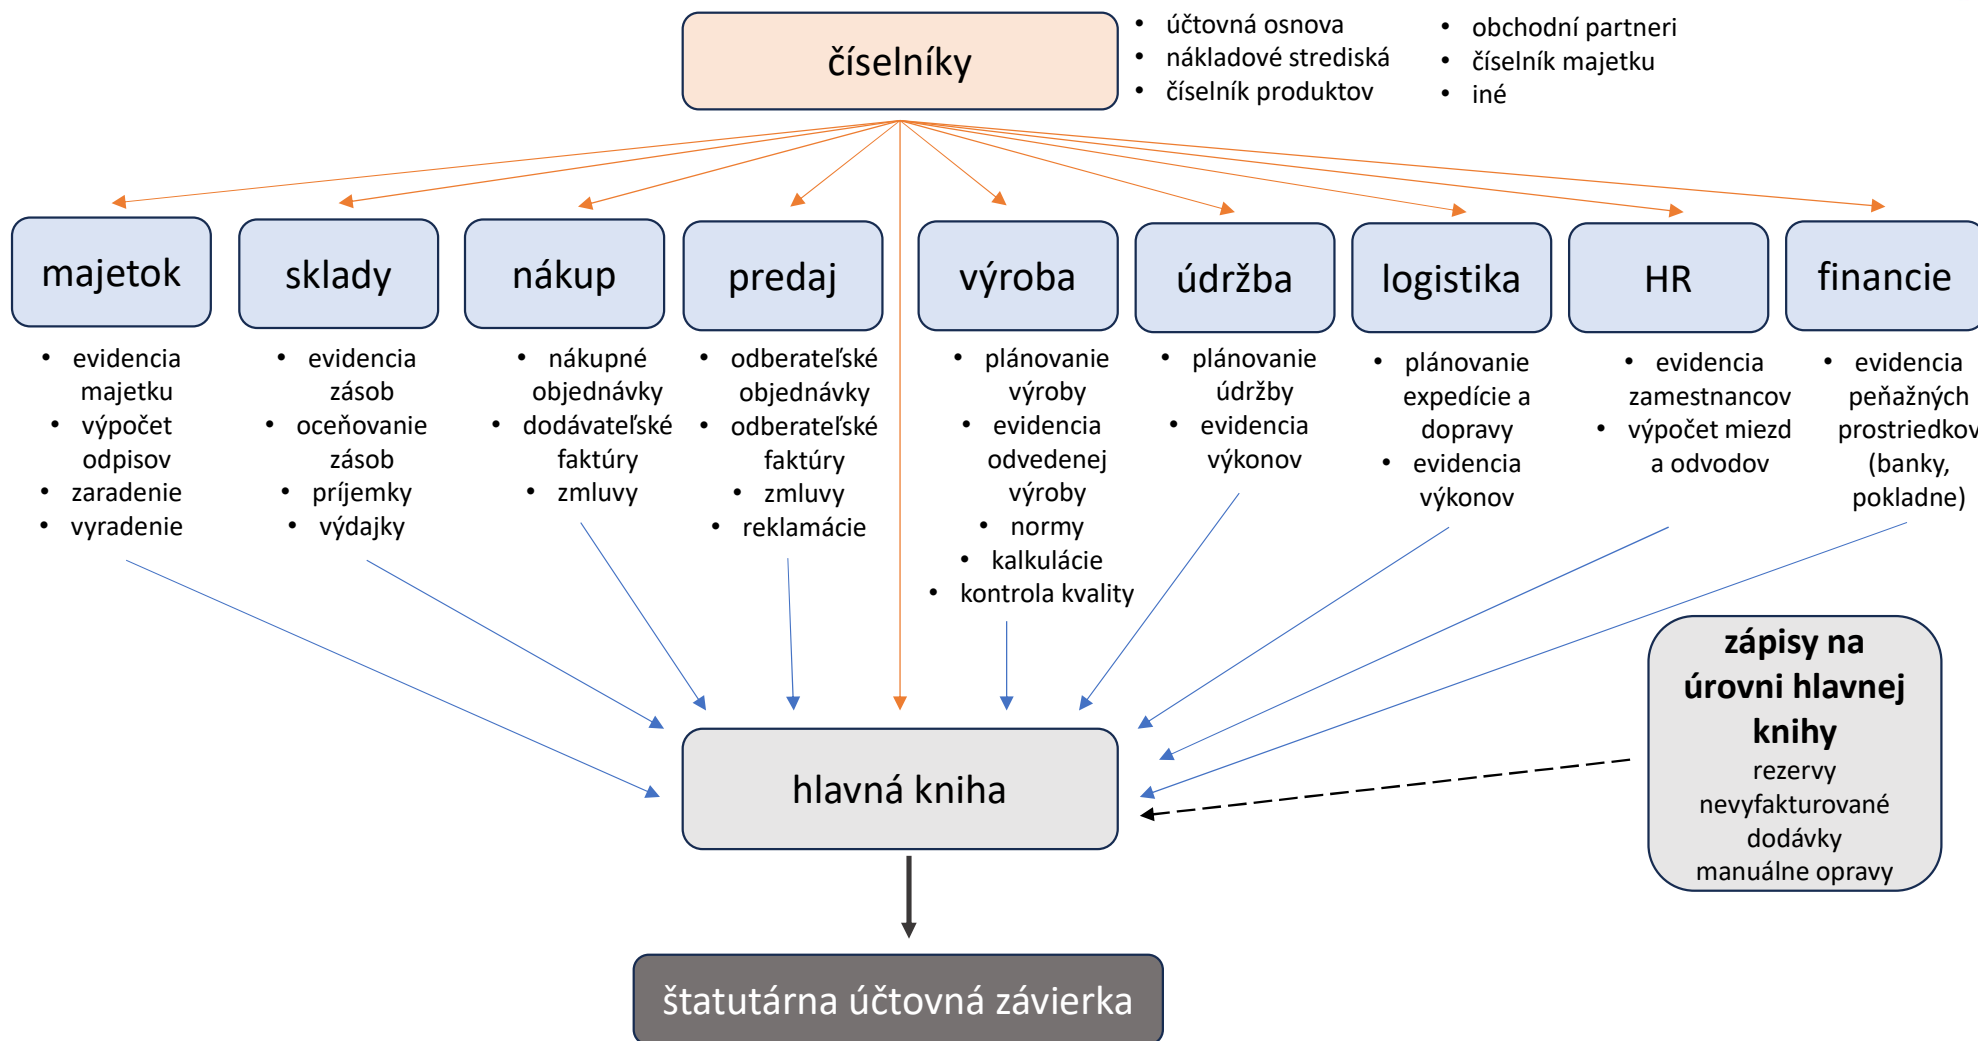 číselníky
• účtovná osnova
• nákladové strediská
• číselník produktov
• obchodní partneri
• číselník majetku
• iné
majetok
• evidencia
majetku
• výpočet
odpisov
• zaradenie
• vyradenie
sklady
• evidencia
zásob
• oceňovanie
zásob
• príjemky
• výdajky
nákup
• nákupné
objednávky
• dodávateľské
faktúry
• zmluvy
predaj
• odberateľské
objednávky
• odberateľské
faktúry
• zmluvy
• reklamácie
výroba
• plánovanie
výroby
• evidencia
odvedenej
výroby
• normy
• kalkulácie
• kontrola kvality
údržba
• plánovanie
údržby
• evidencia
výkonov
logistika
• plánovanie
expedície a
dopravy
• evidencia
výkonov
HR
• evidencia
zamestnancov
• výpočet miezd
a odvodov
financie
• evidencia
peňažných
prostriedkov
(banky,
pokladne)
zápisy na
úrovni hlavnej
knihy
rezervy
nevyfakturované
dodávky
manuálne opravy
hlavná kniha
štatutárna účtovná závierka